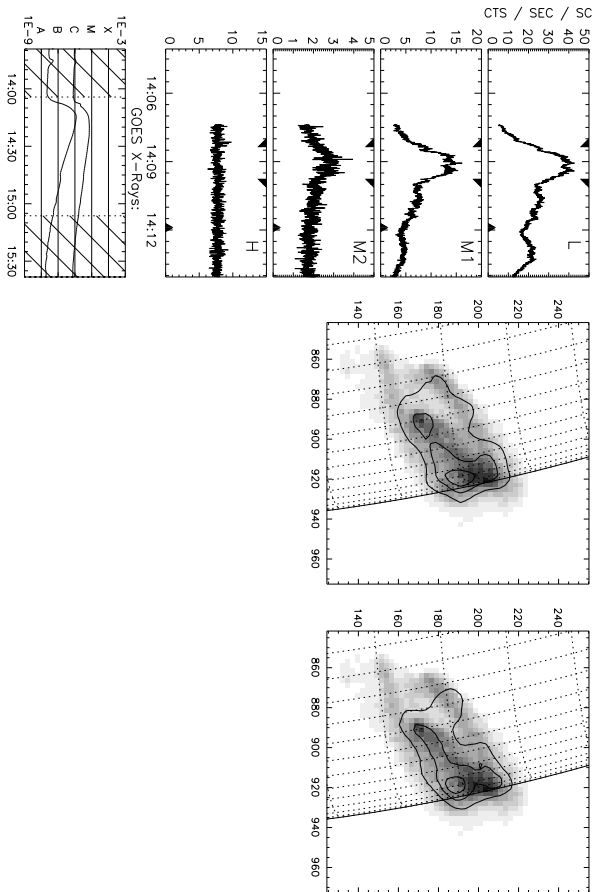 CTS / SEC / SC
0 10 20 30 40 50
L
0 5 10 15 20
M1
0 1 2 3 4 5
M2
0 5 10 15
H
14:06 14:09 14:12
GOES X-Rays:
1E-9 1E-3
A B C M X
14:00 14:30 15:00 15:30
140 160 180 200 220 240
860 880 900 920 940 960
140 160 180 200 220 240
860 880 900 920 940 960